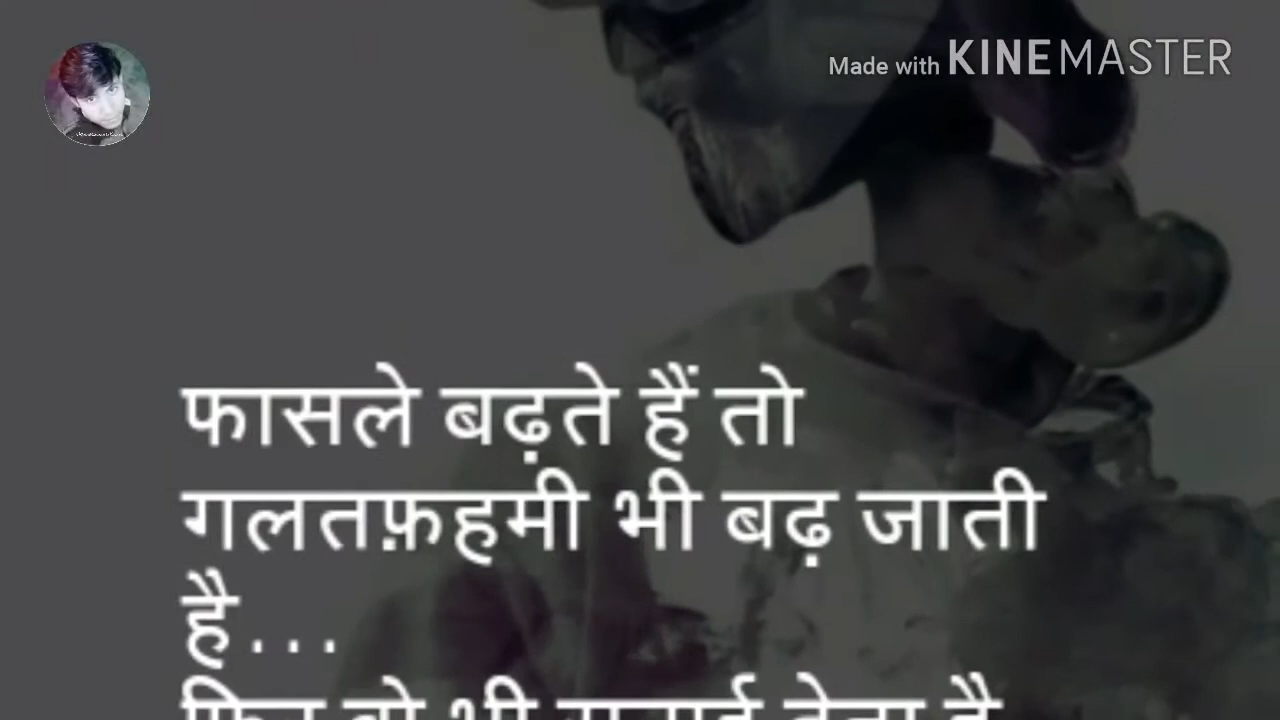 Made with KINEMASTER
फासले बढ़ते हैं तो
गलतफ़हमी भी बढ़ जाती
है...
फिर वो भी सुनाई देता है